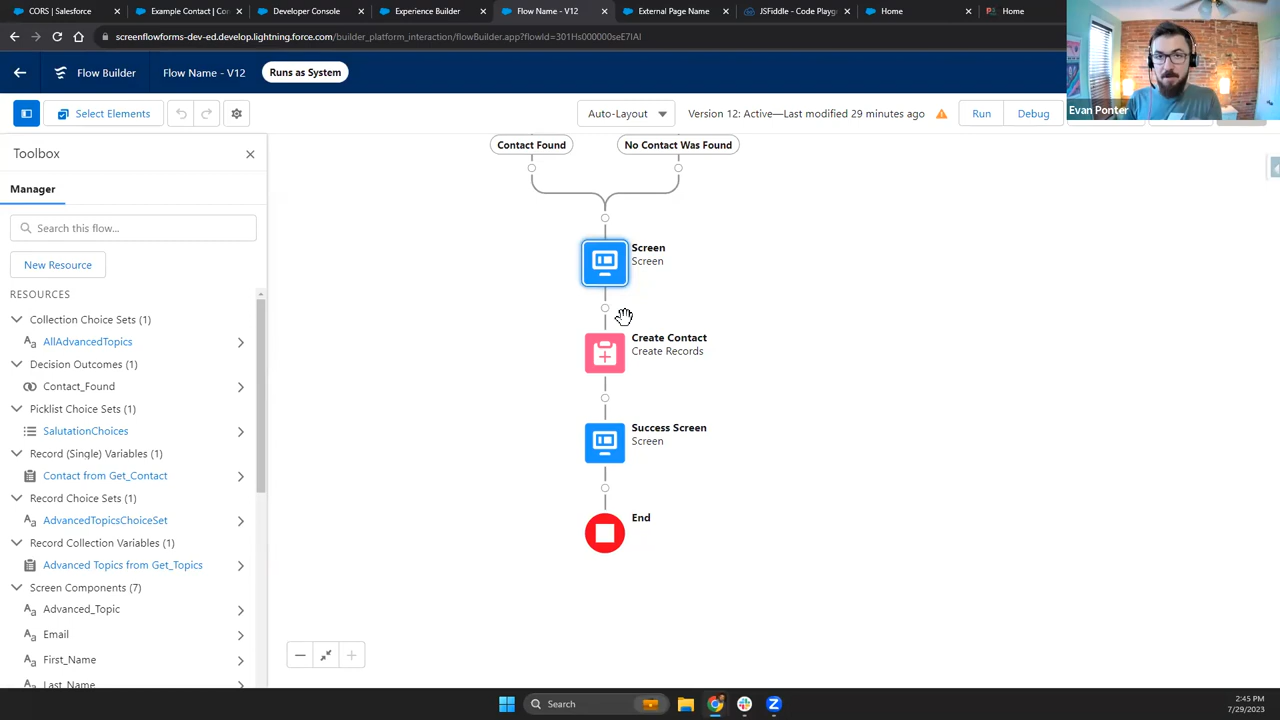 CORS | Salesforce
Example Contact | Cor
Developer Console
Experience Builder
Flow Name - V12
External Page Name
JSFiddle - Code Playg
Home
Home
screenflowforms-dev-ed.develop.lightning.force.com/builder_platform_interaction/flowBuilder.app?flowId=301Hs000000seE7IAI
Flow Builder
Flow Name - V12
Runs as System
Evan Ponter
Select Elements
Auto-Layout
Version 12: Active—Last modified 29 minutes ago
Run
Debug
Toolbox
Manager
Search this flow...
New Resource
RESOURCES
Collection Choice Sets (1)
AllAdvancedTopics
Decision Outcomes (1)
Contact_Found
Picklist Choice Sets (1)
SalutationChoices
Record (Single) Variables (1)
Contact from Get_Contact
Record Choice Sets (1)
AdvancedTopicsChoiceSet
Record Collection Variables (1)
Advanced Topics from Get_Topics
Screen Components (7)
Advanced_Topic
Email
First_Name
Last_Name
Contact Found
No Contact Was Found
Screen
Screen
Create Contact
Create Records
Success Screen
Screen
End
Search
2:45 PM
7/29/2023